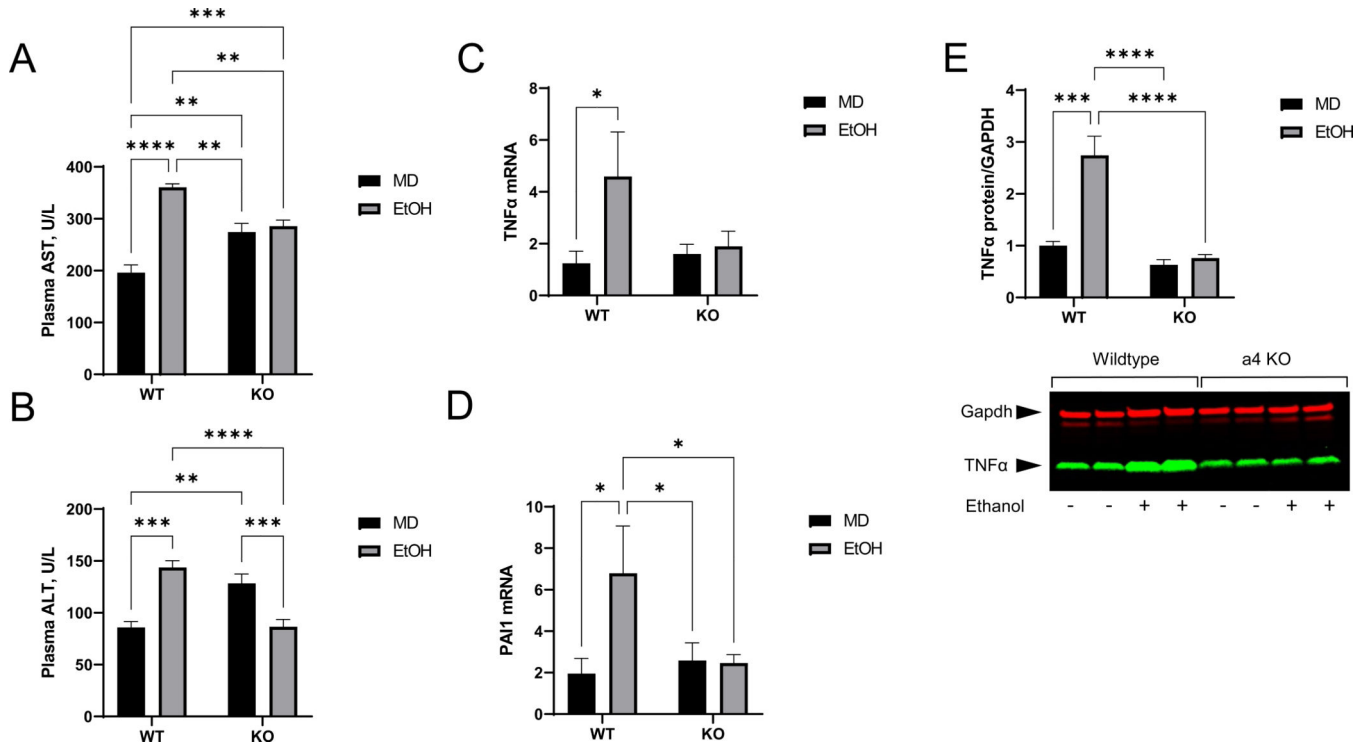 A
***
**
**
****
**
Plasma AST, U/L
400
300
200
100
0
WT
KO
MD
EtOH
B
****
**
***
***
Plasma ALT, U/L
200
150
100
50
0
WT
KO
MD
EtOH
C
*
TNFα mRNA
8
6
4
2
0
WT
KO
MD
EtOH
D
*
*
*
PAI1 mRNA
10
8
6
4
2
0
WT
KO
MD
EtOH
E
****
***
****
TNFα protein/GAPDH
4
3
2
1
0
WT
KO
MD
EtOH
Wildtype a4 KO
Gapdh
TNFα
Ethanol - - + + - - + +